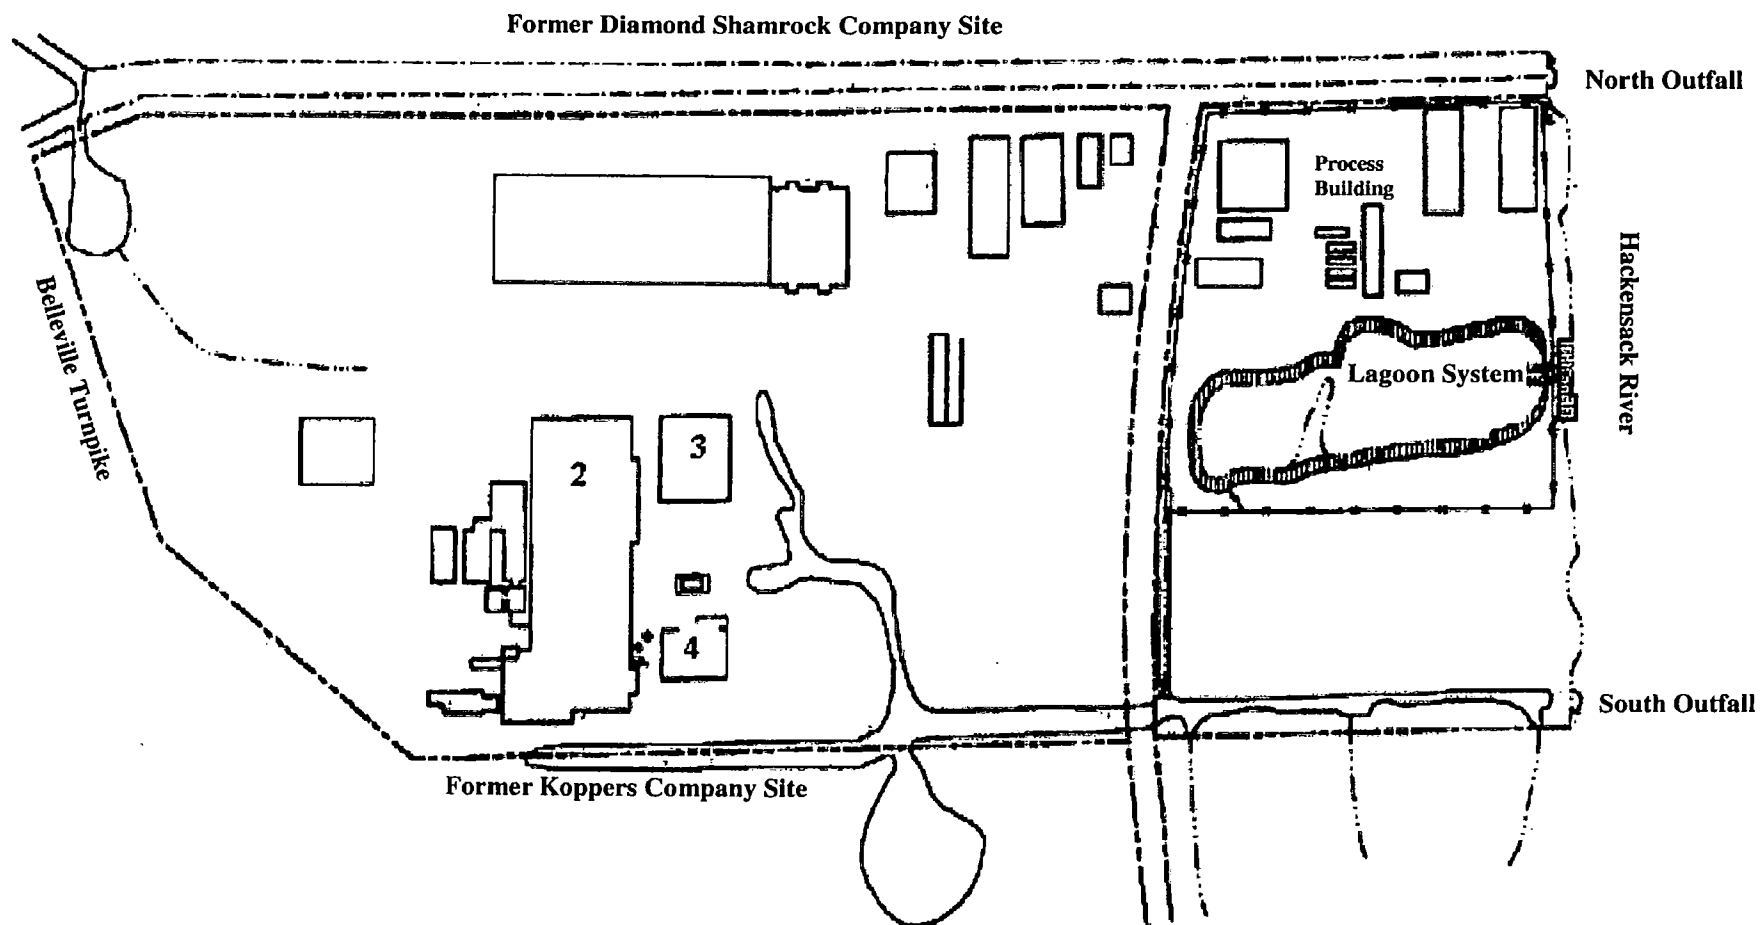 Former Diamond Shamrock Company Site
North Outfall
Process
Building
Hackensack River
Belleville Turnpike
Lagoon System
2
3
4
South Outfall
Former Koppers Company Site